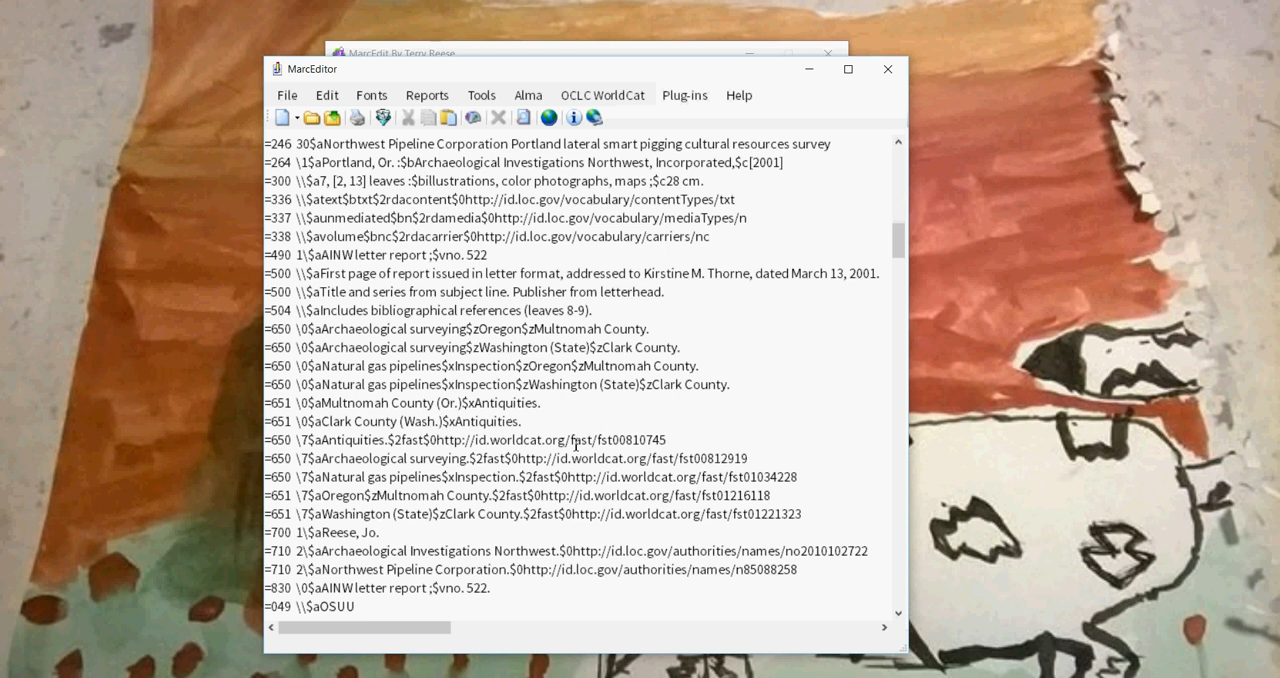 MarcEdit By Terry Reese
MarcEditor
File Edit Fonts Reports Tools Alma OCLC WorldCat Plug-ins Help
=246 30$aNorthwest Pipeline Corporation Portland lateral smart pigging cultural resources survey
=264 \1$aPortland, Or. :$bArchaeological Investigations Northwest, Incorporated,$c[2001]
=300 \\$a7, [2, 13] leaves :$billustrations, color photographs, maps ;$c28 cm.
=336 \\$atext$btxt$2rdacontent$0http://id.loc.gov/vocabulary/contentTypes/txt
=337 \\$aunmediated$bn$2rdamedia$0http://id.loc.gov/vocabulary/mediaTypes/n
=338 \\$avolume$bnc$2rdacarrier$0http://id.loc.gov/vocabulary/carriers/nc
=490 1\$aAINW letter report ;$vno. 522
=500 \\$aFirst page of report issued in letter format, addressed to Kirstine M. Thorne, dated March 13, 2001.
=500 \\$aTitle and series from subject line. Publisher from letterhead.
=504 \\$aIncludes bibliographical references (leaves 8-9).
=650 \0$aArchaeological surveying$zOregon$zMultnomah County.
=650 \0$aArchaeological surveying$zWashington (State)$zClark County.
=650 \0$aNatural gas pipelines$xInspection$zOregon$zMultnomah County.
=650 \0$aNatural gas pipelines$xInspection$zWashington (State)$zClark County.
=651 \0$aMultnomah County (Or.)$xAntiquities.
=651 \0$aClark County (Wash.)$xAntiquities.
=650 \7$aAntiquities.$2fast$0http://id.worldcat.org/fast/fst00810745
=650 \7$aArchaeological surveying.$2fast$0http://id.worldcat.org/fast/fst00812919
=650 \7$aNatural gas pipelines$xInspection.$2fast$0http://id.worldcat.org/fast/fst01034228
=651 \7$aOregon$zMultnomah County.$2fast$0http://id.worldcat.org/fast/fst01216118
=651 \7$aWashington (State)$zClark County.$2fast$0http://id.worldcat.org/fast/fst01221323
=700 1\$aReese, Jo.
=710 2\$aArchaeological Investigations Northwest.$0http://id.loc.gov/authorities/names/no2010102722
=710 2\$aNorthwest Pipeline Corporation.$0http://id.loc.gov/authorities/names/n85088258
=830 \0$aAINW letter report ;$vno. 522.
=049 \\$aOSUU